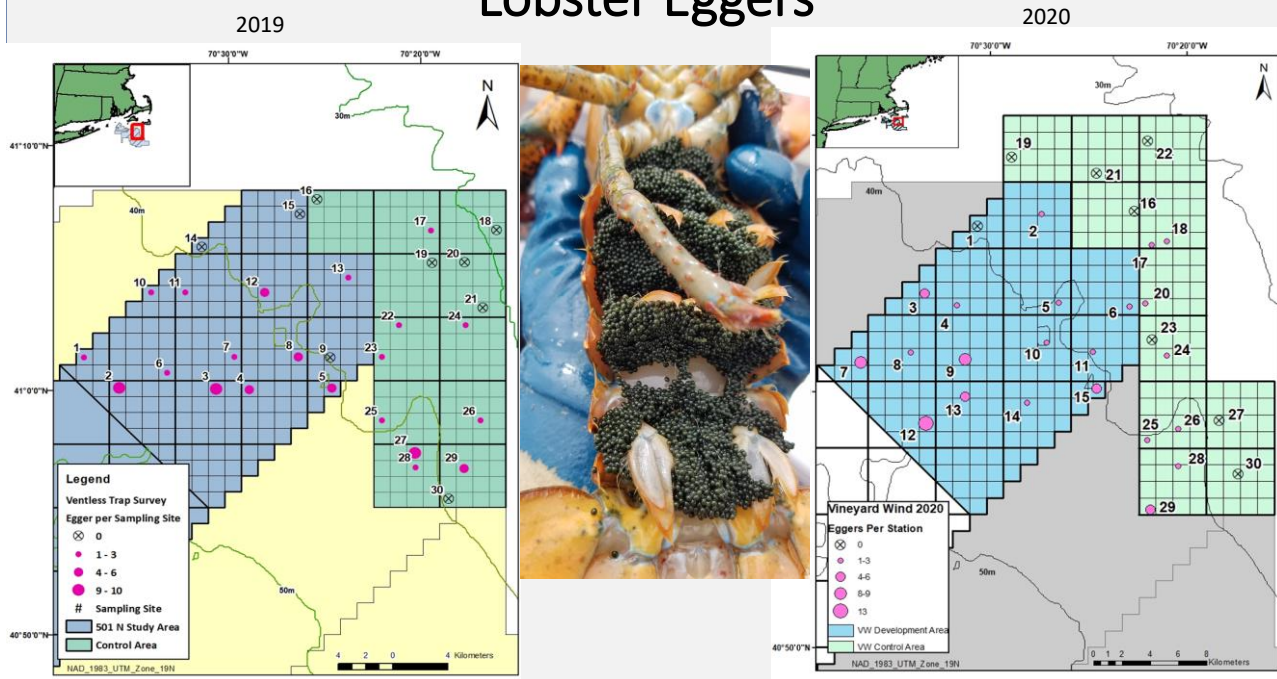 Lobster Eggers
2019
70°30'0"W
70°20'0"W
N
30m
41°10'0"N
40m
16
15
17
18
14
19
20
13
10
11
12
21
22
24
1
7
8
9
23
6
2
3
4
5
41°0'0"N
25
26
27
28
29
30
Legend
Ventless Trap Survey
Egger per Sampling Site
0
1 - 3
4 - 6
9 - 10
# Sampling Site
501 N Study Area
Control Area
50m
40°50'0"N
4 2 0 4 Kilometers
NAD_1983_UTM_Zone_19N
2020
70°30'0"W
70°20'0"W
30m
N
19
22
21
40m
16
2
1
18
17
3
4
5
6
20
23
10
24
7
8
9
11
13
15
14
12
26
27
25
28
30
29
Vineyard Wind 2020
Eggers Per Station
0
1-3
4-6
8-9
13
VW Development Area
VW Control Area
50m
40°50'0"N
0 1 2 4 6 8 Kilometers
NAD_1983_UTM_Zone_19N